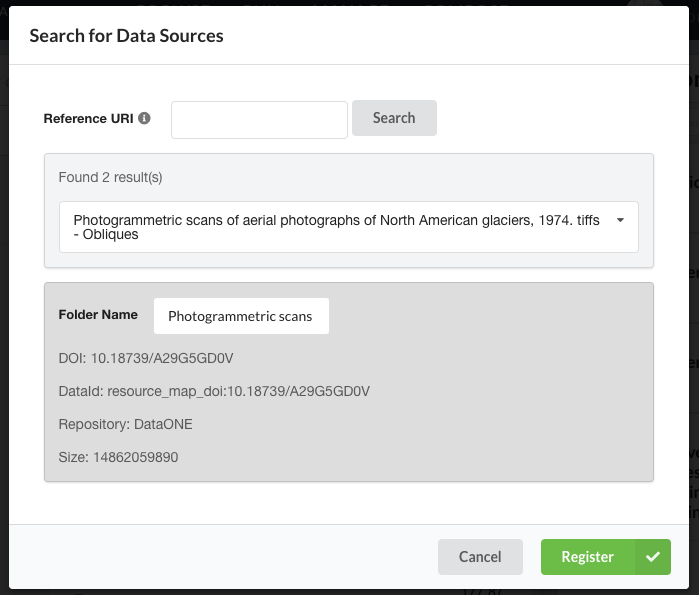 Search for Data Sources
Reference URI
Search
Found 2 result(s)
Photogrammetric scans of aerial photographs of North American glaciers, 1974. tiffs
- Obliques
Folder Name
Photogrammetric scans
DOI: 10.18739/A29G5GD0V
DataId: resource_map_doi:10.18739/A29G5GD0V
Repository: DataONE
Size: 14862059890
Cancel
Register